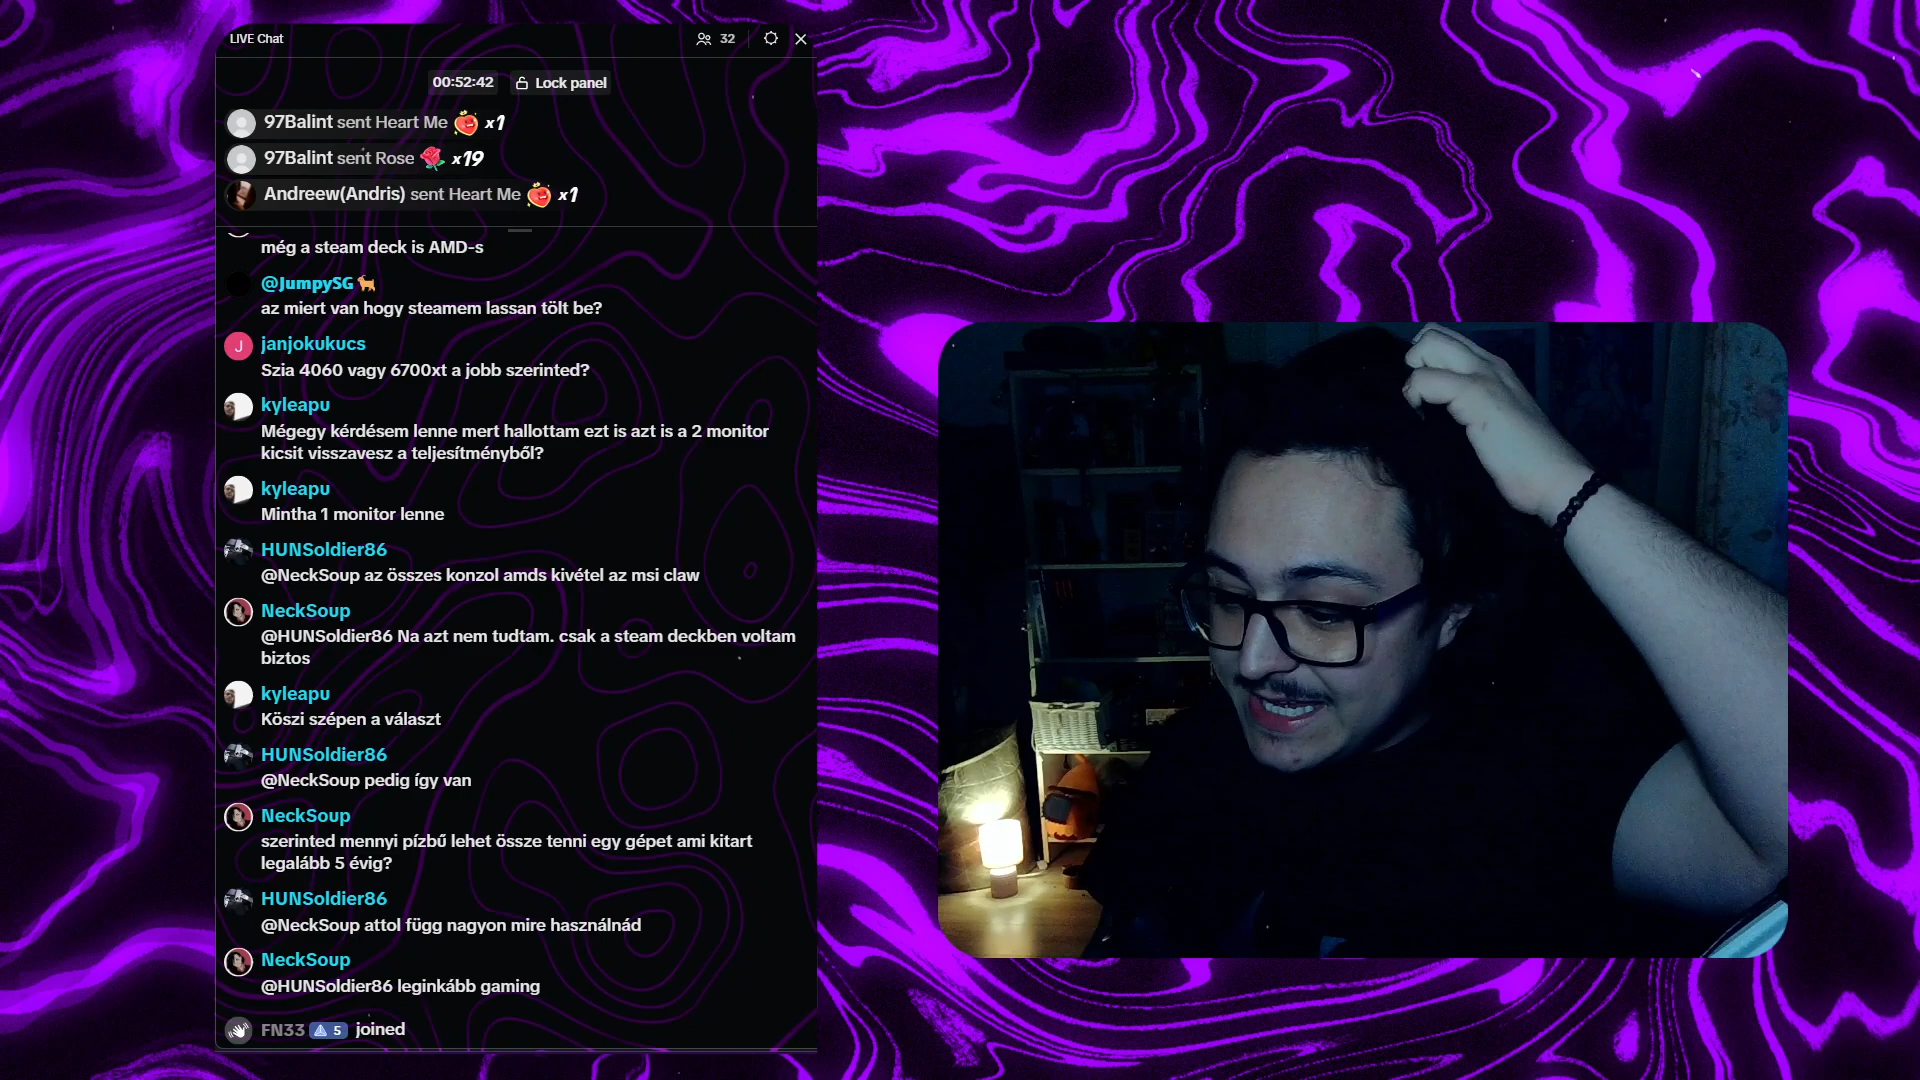 LIVE Chat
32
00:52:42
Lock panel
97Balint sent Heart Me x1
97Balint sent Rose x19
Andreew(Andris) sent Heart Me x1
még a steam deck is AMD-s
@JumpySG
az miert van hogy steamem lassan tölt be?
J
janjokukucs
Szia 4060 vagy 6700xt a jobb szerinted?
kyleapu
Mégegy kérdésem lenne mert hallottam ezt is azt is a 2 monitor
kicsit visszavesz a teljesítményből?
kyleapu
Mintha 1 monitor lenne
HUNSoldier86
@NeckSoup az összes konzol amds kivétel az msi claw
NeckSoup
@HUNSoldier86 Na azt nem tudtam. csak a steam deckben voltam
biztos
kyleapu
Köszi szépen a választ
HUNSoldier86
@NeckSoup pedig így van
NeckSoup
szerinted mennyi pízbű lehet össze tenni egy gépet ami kitart
legalább 5 évig?
HUNSoldier86
@NeckSoup attol függ nagyon mire használnád
NeckSoup
@HUNSoldier86 leginkább gaming
FN33 5 joined